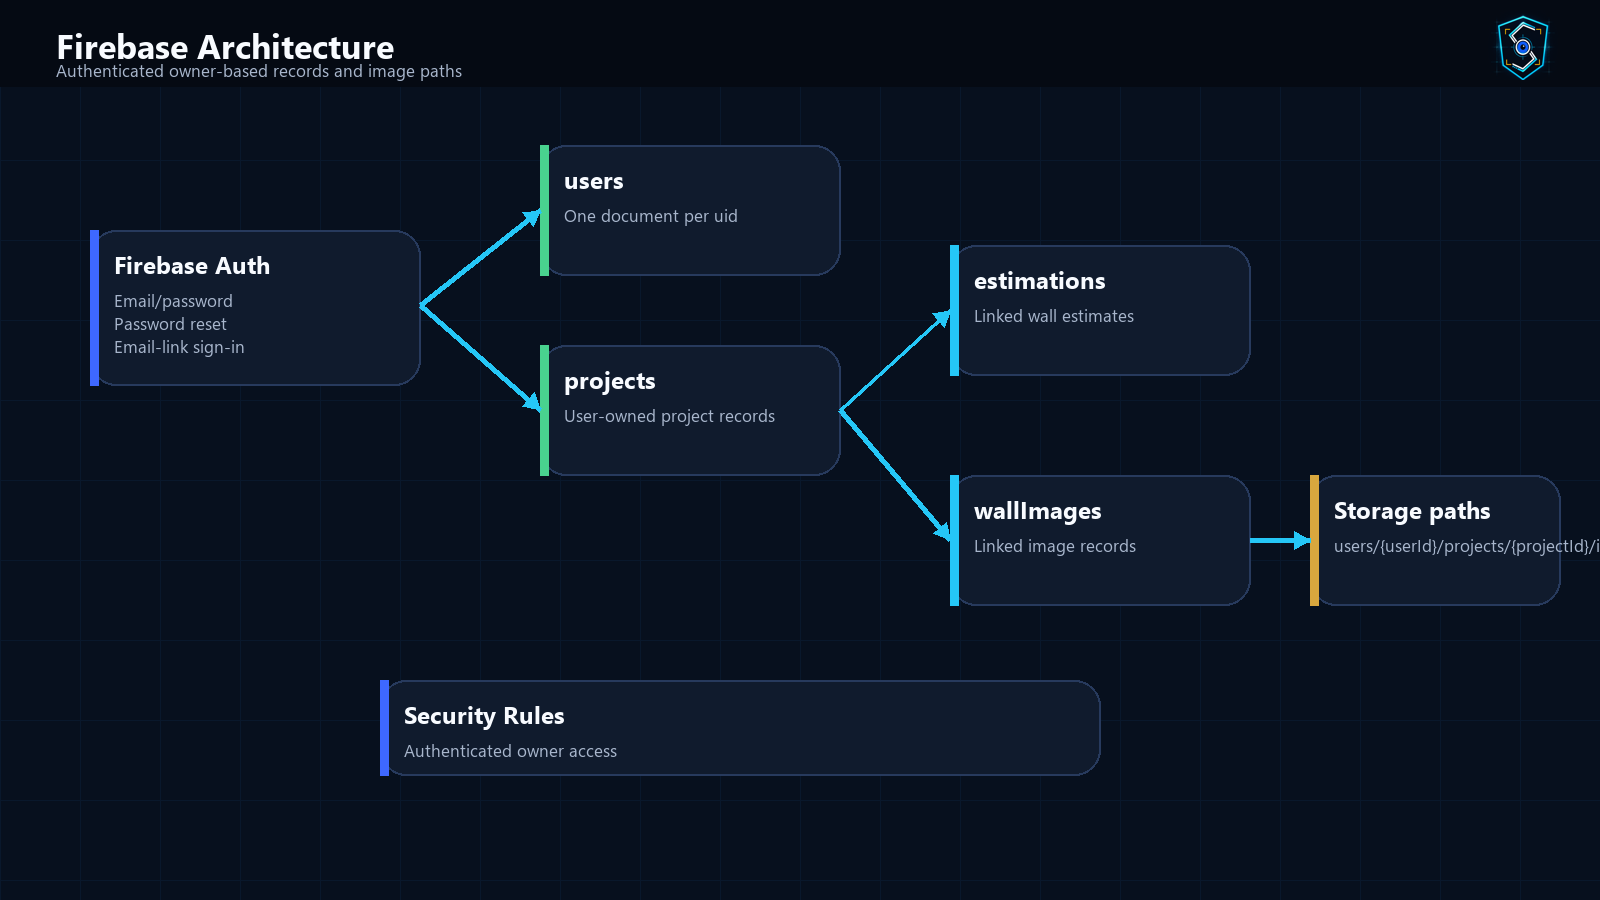 Firebase Architecture
Authenticated owner-based records and image paths
Firebase Auth
Email/password
Password reset
Email-link sign-in
users
One document per uid
projects
User-owned project records
estimations
Linked wall estimates
wallImages
Linked image records
Storage paths
users/{userId}/projects/{projectId}/i
Security Rules
Authenticated owner access